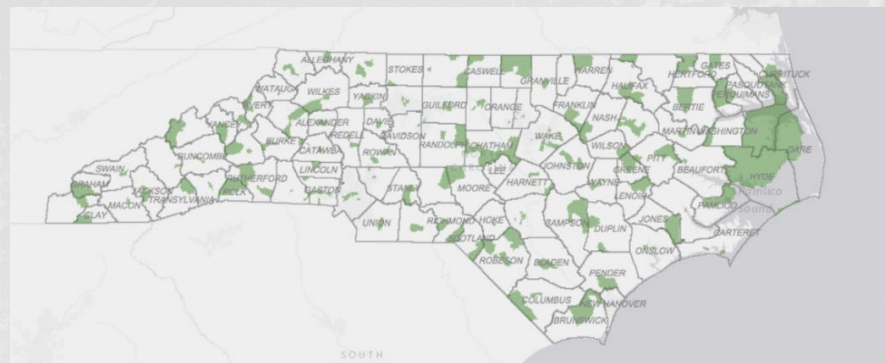 ALLEGHANY
STOKES
CASWELL
GRANVILLE
WARREN
HERTFORD
GATES
CURRITUCK
PASQUOTANK
PERQUIMANS
WATAUGA
WILKES
YADKIN
GUILFORD
ORANGE
HALIFAX
BERTIE
AVERY
FRANKLIN
NASH
YANCEY
ALEXANDER
DAVIE
IREDELL
DAVIDSON
RANDOLPH
CHATHAM
WAKE
WILSON
MARTIN
WASHINGTON
DARE
BURKE
CATAWBA
ROWAN
BUNCOMBE
PITT
SWAIN
LINCOLN
LEE
JOHNSTON
GREENE
BEAUFORT
HYDE
GRAHAM
RUTHERFORD
HARNETT
WAYNE
JACKSON
POLK
GASTON
STANLY
MOORE
LENOIR
Pamlico
Sound
MACON
TRANSYLVANIA
PAMLICO
CLAY
UNION
RICHMOND
HOKE
SAMPSON
DUPLIN
JONES
CARTERET
SCOTLAND
ONSLOW
ROBESON
BLADEN
PENDER
COLUMBUS
NEW HANOVER
BRUNSWICK
SOUTH